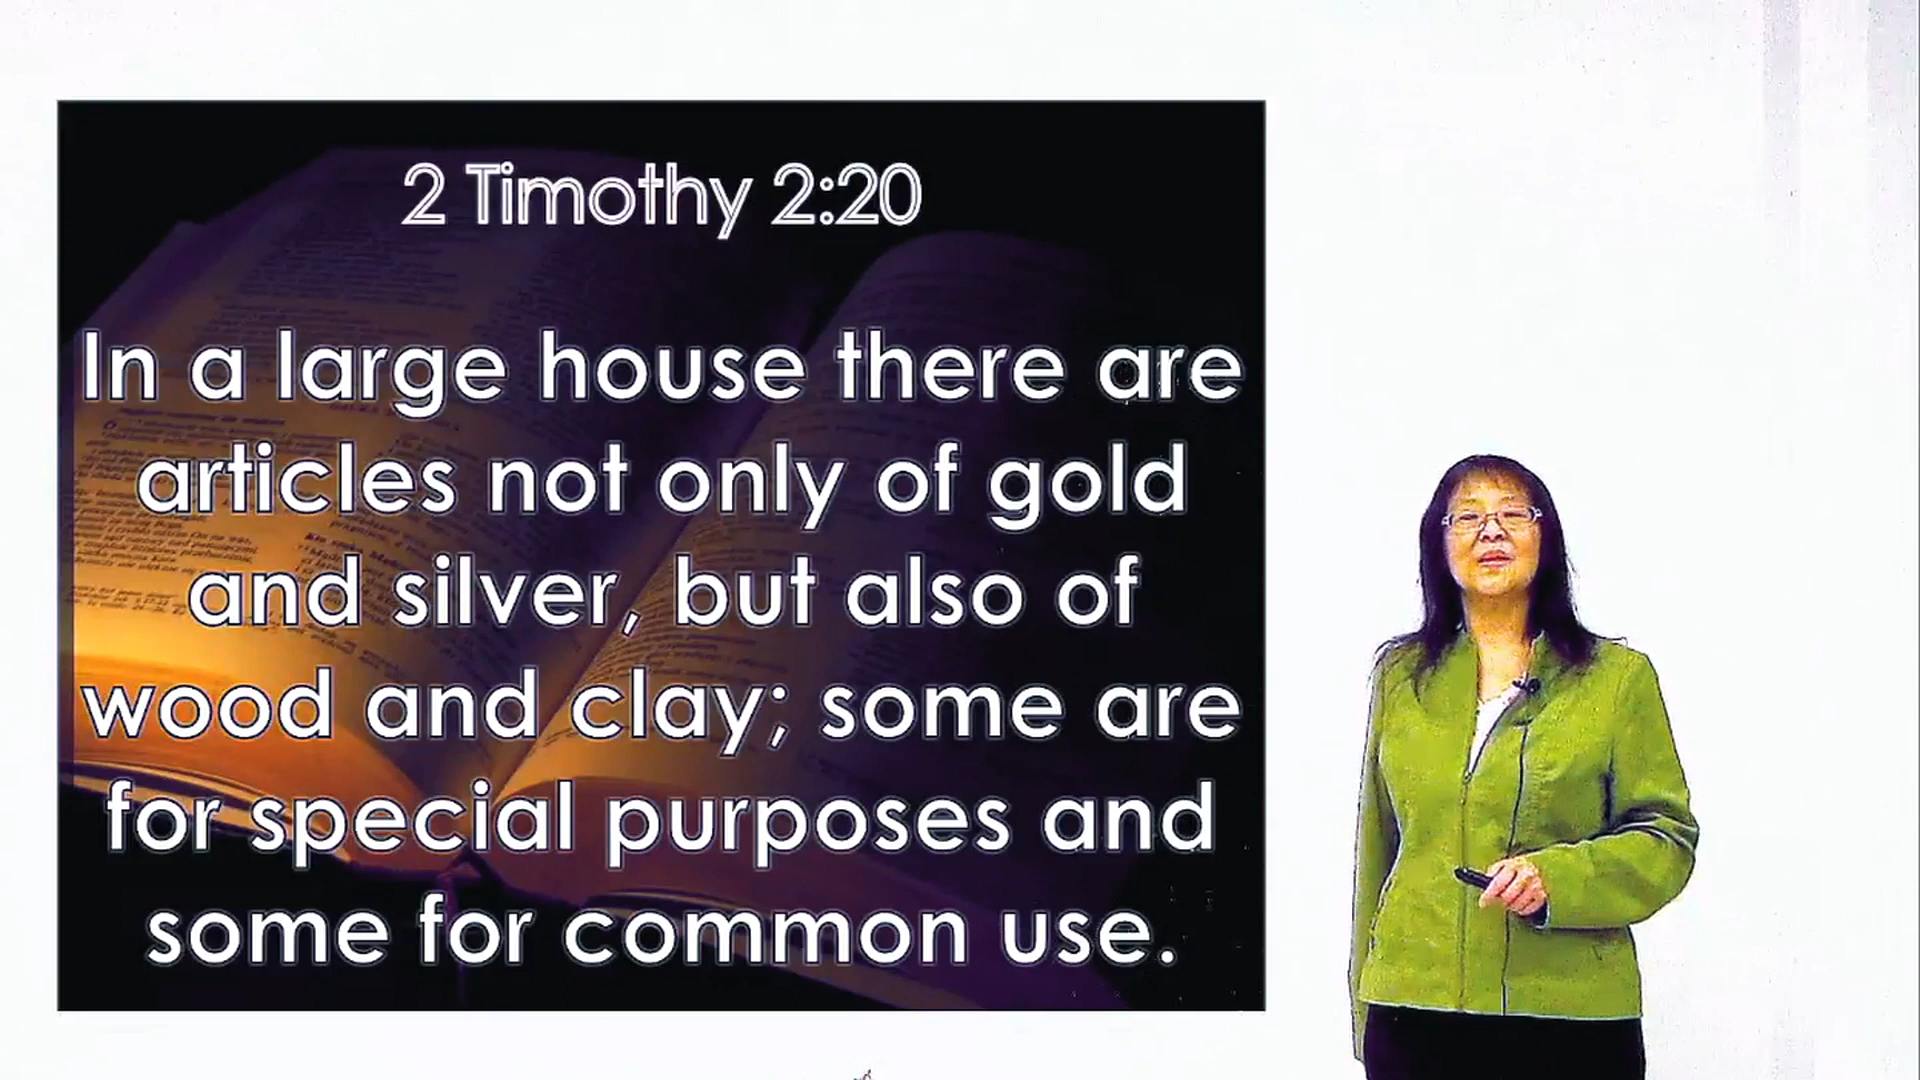 2 Timothy 2:20
In a large house there are
articles not only of gold
and silver, but also of
wood and clay; some are
for special purposes and
some for common use.